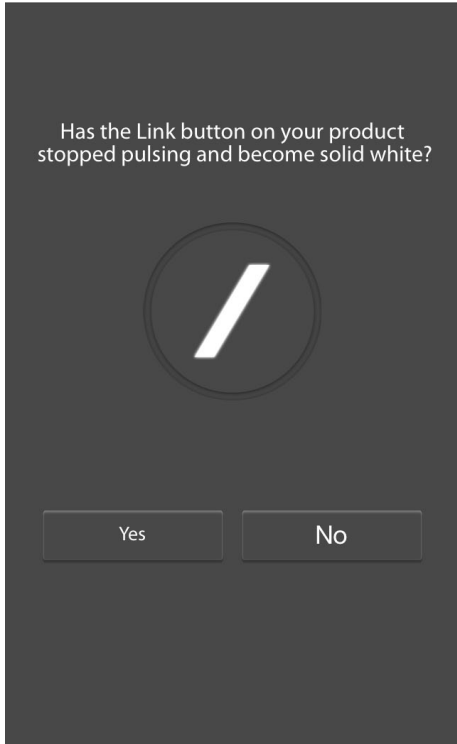 Has the Link button on your product
stopped pulsing and become solid white?
Yes
No